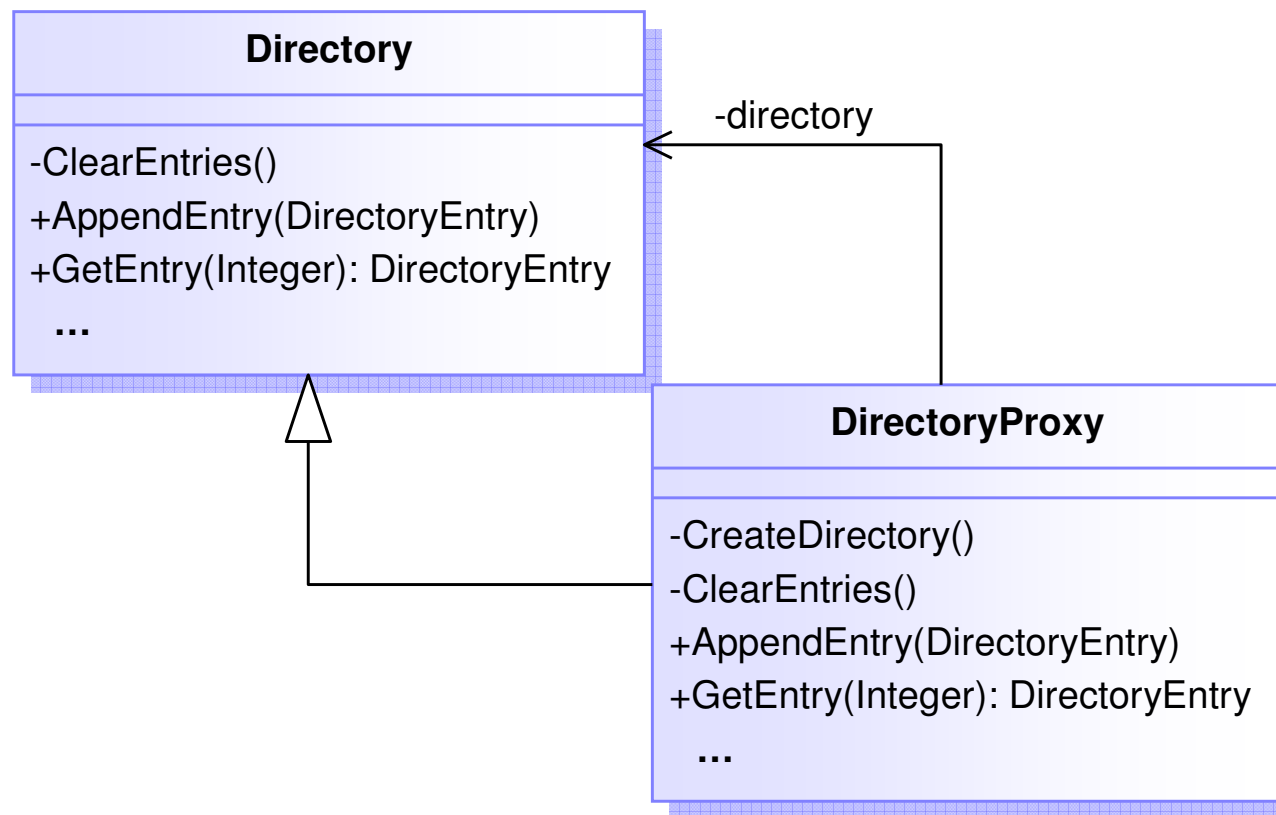 Directory
-ClearEntries()
+AppendEntry(DirectoryEntry)
+GetEntry(Integer): DirectoryEntry
...
-directory
DirectoryProxy
-CreateDirectory()
-ClearEntries()
+AppendEntry(DirectoryEntry)
+GetEntry(Integer): DirectoryEntry
...